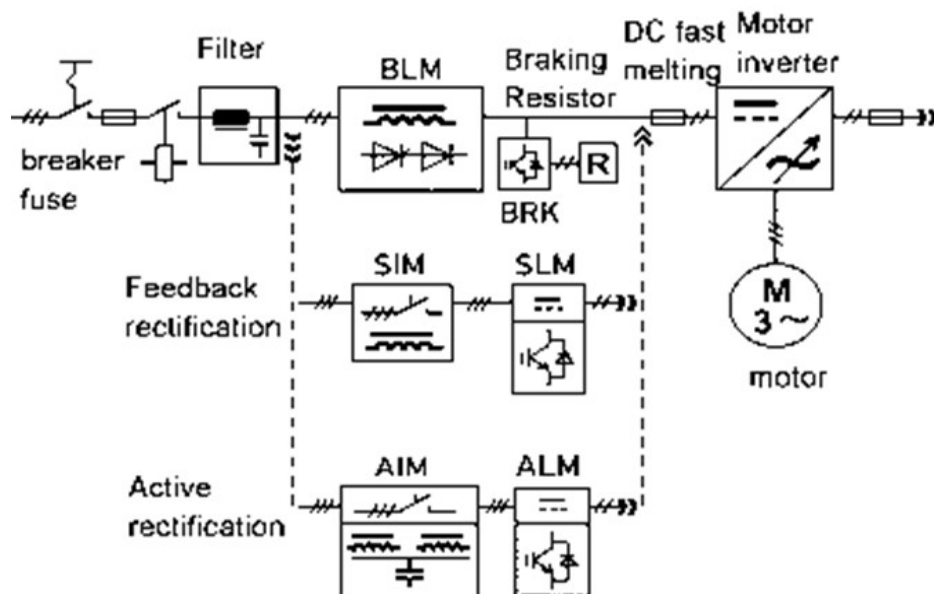 Filter
BLM
Braking
Resistor
DC fast
melting
Motor
inverter
breaker
fuse
R
BRK
Feedback
rectification
SIM
SLM
M
3~
motor
Active
rectification
AIM
ALM